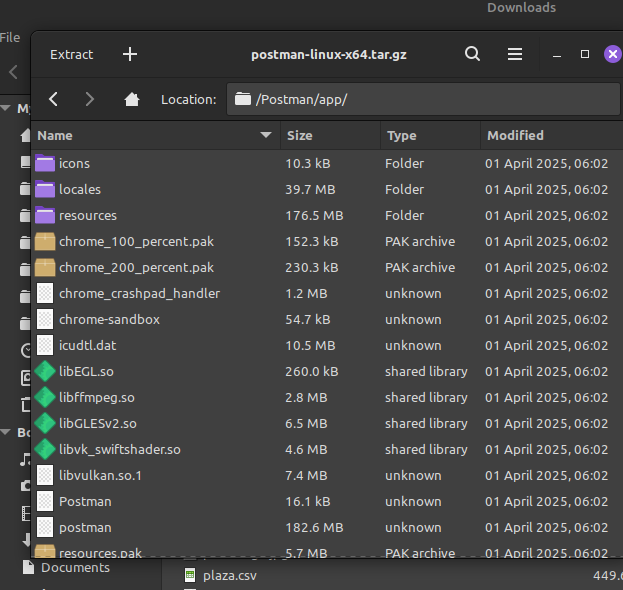 Downloads
File
Extract
postman-linux-x64.tar.gz
Location: /Postman/app/
My
Name Size Type Modified
icons 10.3 kB Folder 01 April 2025, 06:02
locales 39.7 MB Folder 01 April 2025, 06:02
resources 176.5 MB Folder 01 April 2025, 06:02
chrome_100_percent.pak 152.3 kB PAK archive 01 April 2025, 06:02
chrome_200_percent.pak 230.3 kB PAK archive 01 April 2025, 06:02
chrome_crashpad_handler 1.2 MB unknown 01 April 2025, 06:02
chrome-sandbox 54.7 kB unknown 01 April 2025, 06:02
icudtl.dat 10.5 MB unknown 01 April 2025, 06:02
libEGL.so 260.0 kB shared library 01 April 2025, 06:02
libffmpeg.so 2.8 MB shared library 01 April 2025, 06:02
libGLESv2.so 6.5 MB shared library 01 April 2025, 06:02
libvk_swiftshader.so 4.6 MB shared library 01 April 2025, 06:02
Bo
libvulkan.so.1 7.4 MB unknown 01 April 2025, 06:02
Postman 16.1 kB unknown 01 April 2025, 06:02
postman 182.6 MB unknown 01 April 2025, 06:02
resources.pak 5.7 MB PAK archive 01 April 2025, 06:02
Documents
plaza.csv 449.6